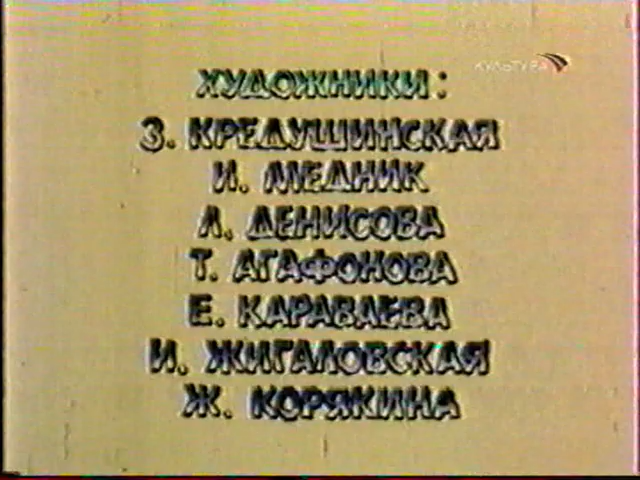 КУЛЬТУРА
ХУДОЖНИКИ:
З. КРЕДУШИНСКАЯ
И. МЕДНИК
Л. ДЕНИСОВА
Т. АГАФОНОВА
Е. КАРАВАЕВА
И. ЖИГАЛОВСКАЯ
Ж. КОРЯКИНА